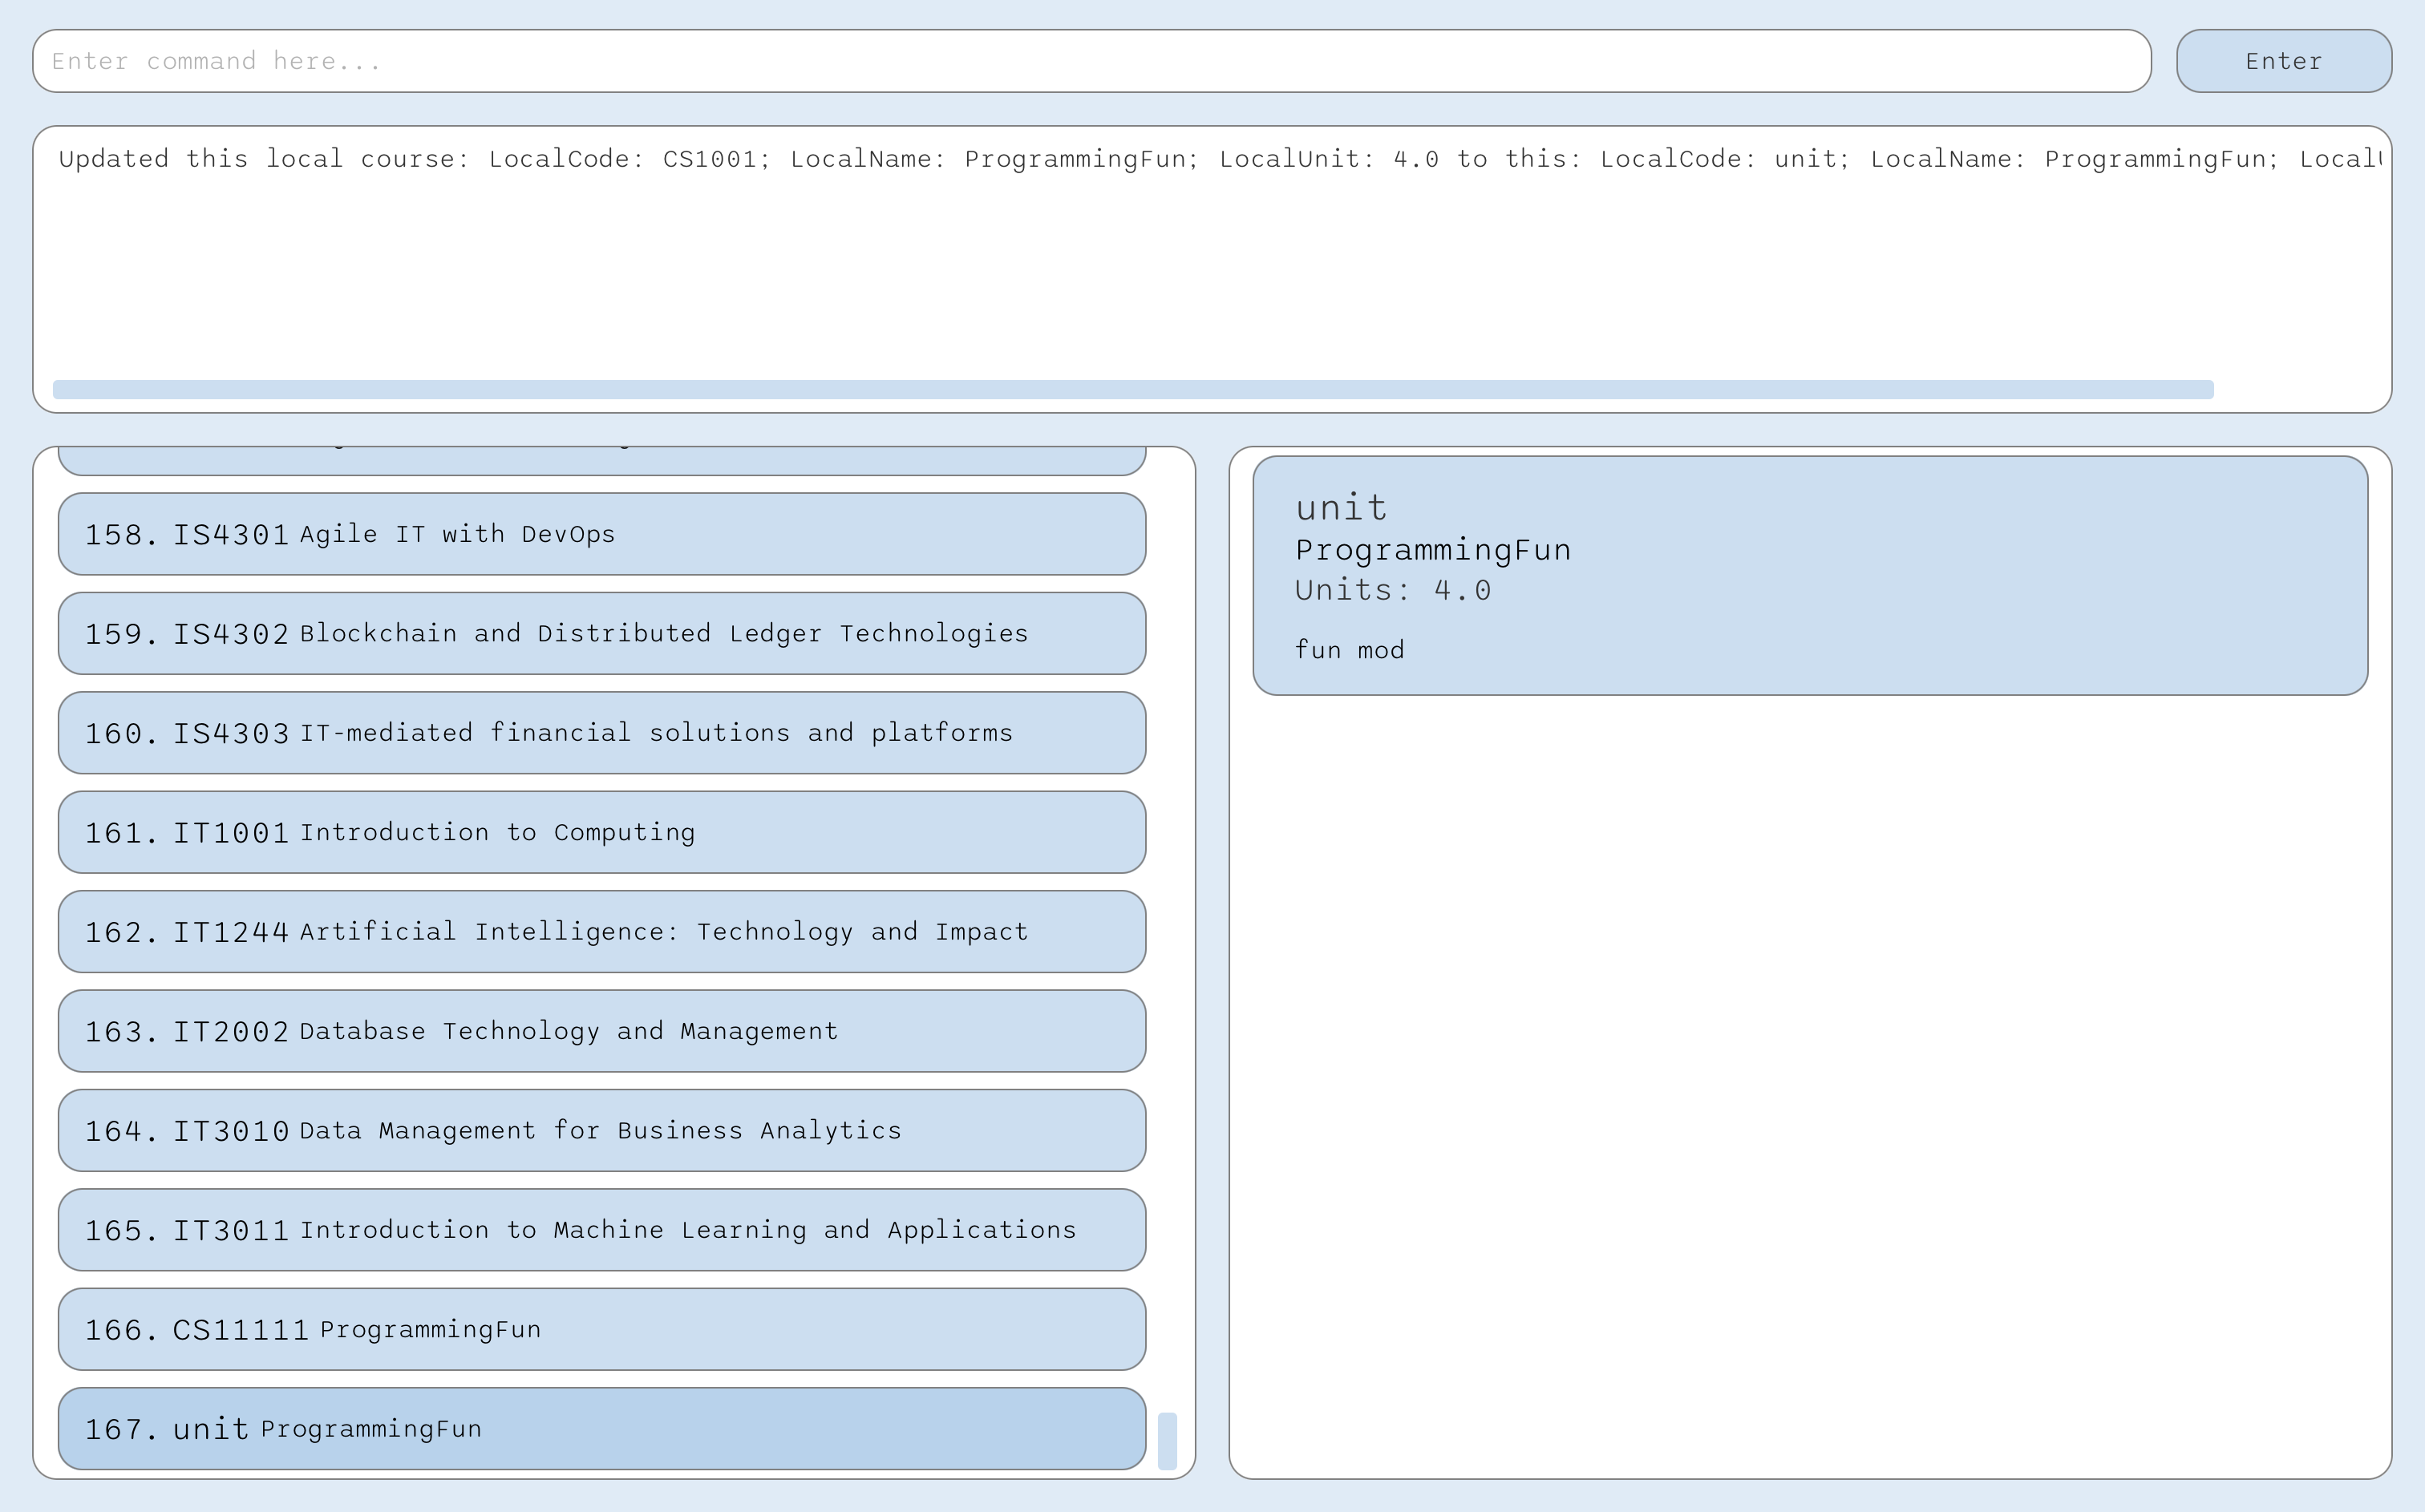 Enter command here...
Enter
Updated this local course: LocalCode: CS1001; LocalName: ProgrammingFun; LocalUnit: 4.0 to this: LocalCode: unit; LocalName: ProgrammingFun; Local
158. IS4301 Agile IT with DevOps
159. IS4302 Blockchain and Distributed Ledger Technologies
160. IS4303 IT-mediated financial solutions and platforms
161. IT1001 Introduction to Computing
162. IT1244 Artificial Intelligence: Technology and Impact
163. IT2002 Database Technology and Management
164. IT3010 Data Management for Business Analytics
165. IT3011 Introduction to Machine Learning and Applications
166. CS11111 ProgrammingFun
167. unit ProgrammingFun
unit
ProgrammingFun
Units: 4.0
fun mod